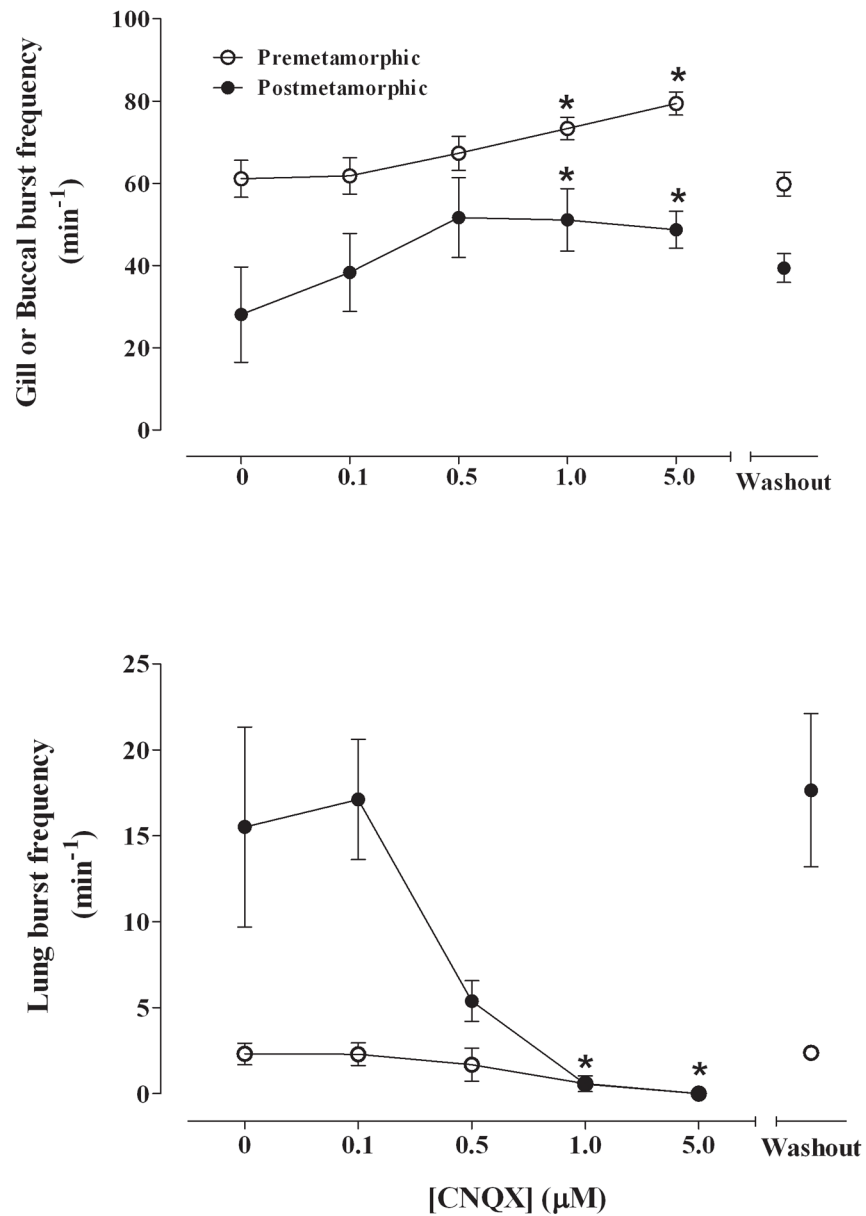 100
80
60
40
20
0
Gill or Buccal burst frequency
(min⁻¹)
Premetamorphic
Postmetamorphic
* *
* *
0 0.1 0.5 1.0 5.0 Washout
25
20
15
10
5
0
Lung burst frequency
(min⁻¹)
* *
0 0.1 0.5 1.0 5.0 Washout
[CNQX] (μM)